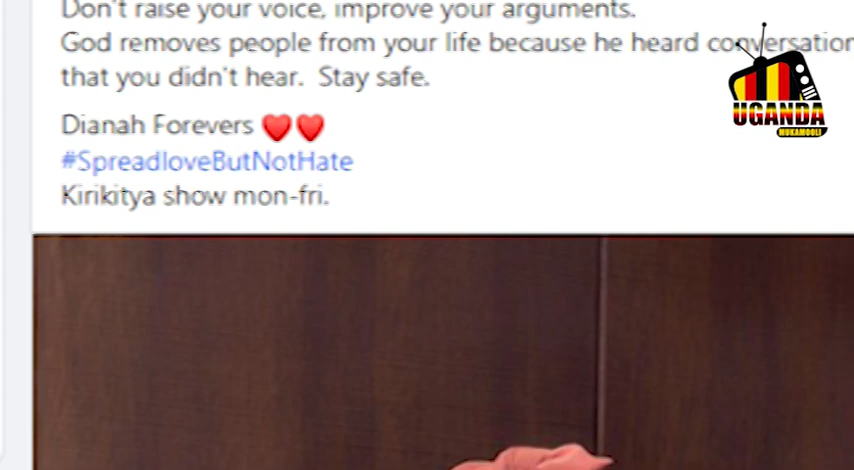 Don't raise your voice, improve your arguments.
God removes people from your life because he heard conversation
that you didn't hear. Stay safe.
Dianah Forevers ❤️❤️
#SpreadloveButNotHate
Kirikitya show mon-fri.
UGANDA
MUKAMOOLI